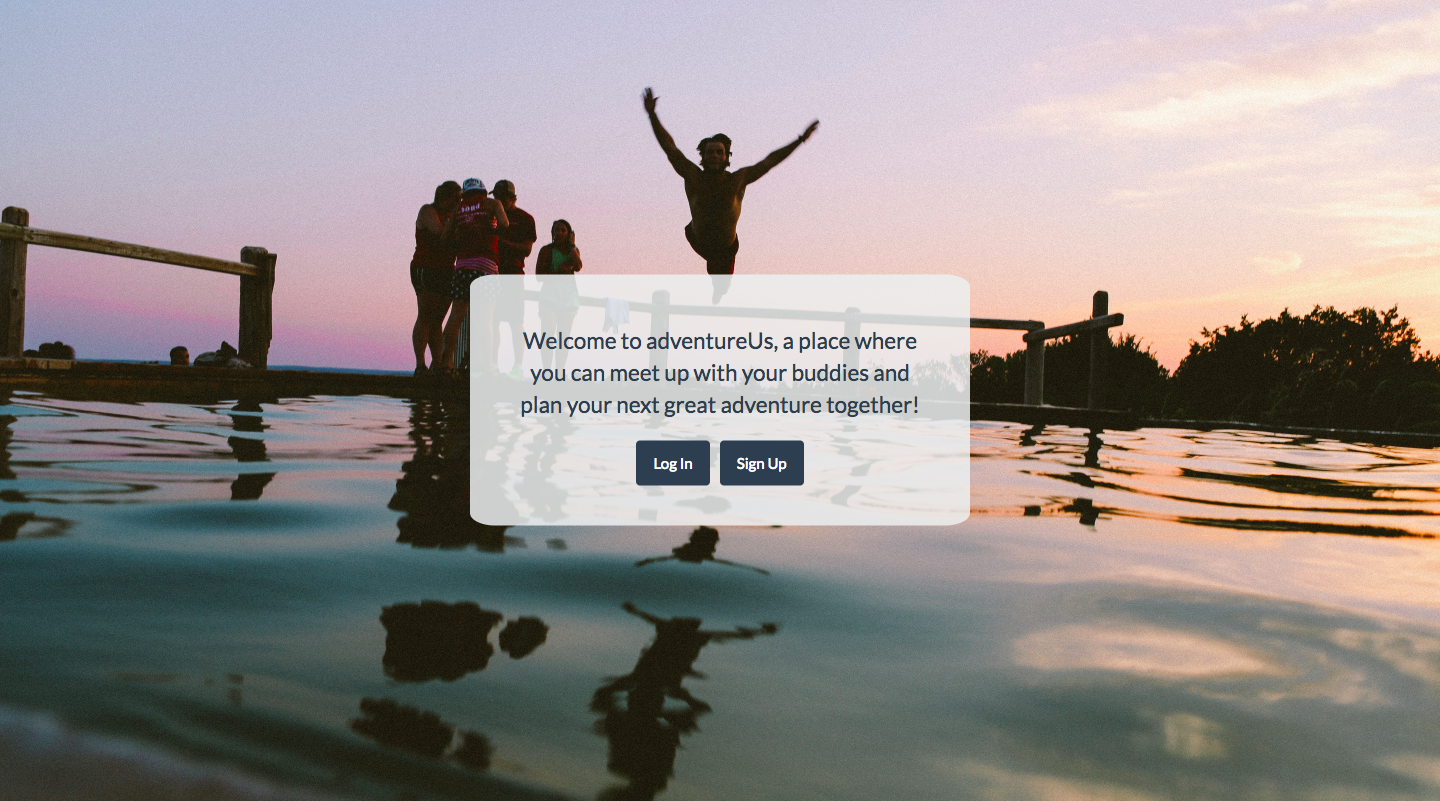 Welcome to adventureUs, a place where
you can meet up with your buddies and
plan your next great adventure together!
Log In
Sign Up